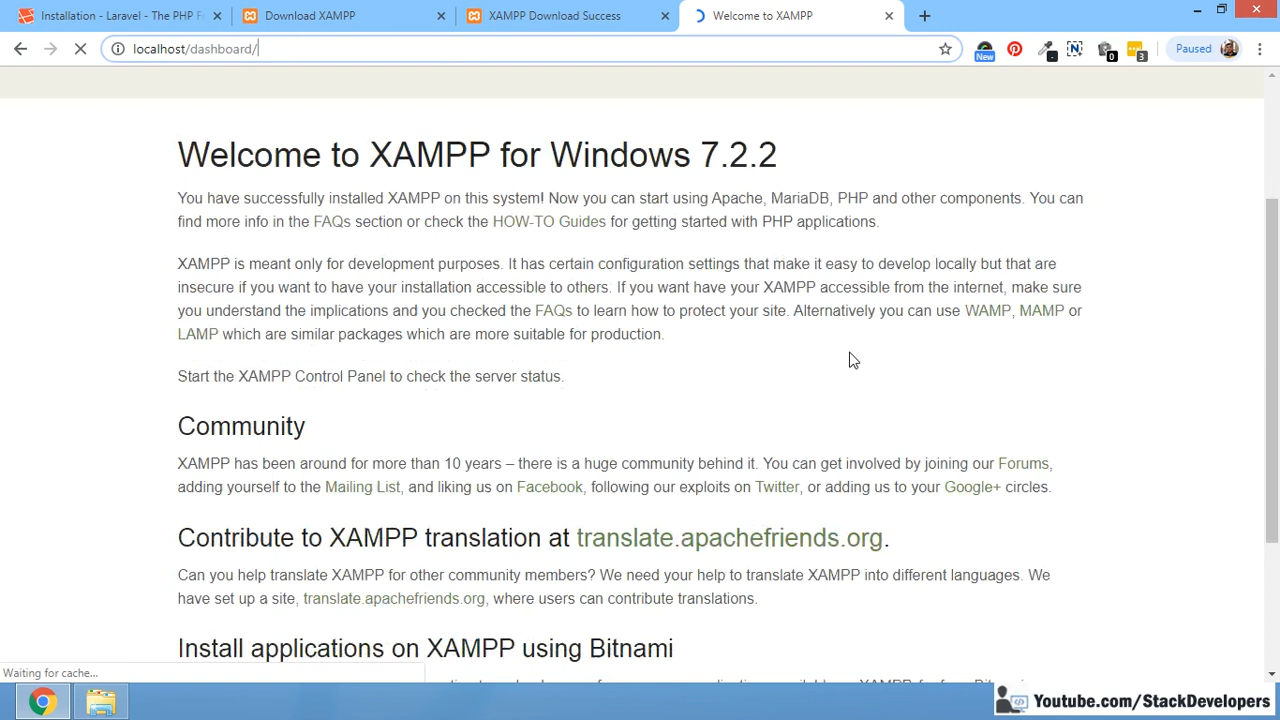 Installation - Laravel - The PHP F
Download XAMPP
XAMPP Download Success
Welcome to XAMPP
localhost/dashboard/
New
0
3
Paused
Welcome to XAMPP for Windows 7.2.2
You have successfully installed XAMPP on this system! Now you can start using Apache, MariaDB, PHP and other components. You can
find more info in the FAQs section or check the HOW-TO Guides for getting started with PHP applications.
XAMPP is meant only for development purposes. It has certain configuration settings that make it easy to develop locally but that are
insecure if you want to have your installation accessible to others. If you want have your XAMPP accessible from the internet, make sure
you understand the implications and you checked the FAQs to learn how to protect your site. Alternatively you can use WAMP, MAMP or
LAMP which are similar packages which are more suitable for production.
Start the XAMPP Control Panel to check the server status.
Community
XAMPP has been around for more than 10 years – there is a huge community behind it. You can get involved by joining our Forums,
adding yourself to the Mailing List, and liking us on Facebook, following our exploits on Twitter, or adding us to your Google+ circles.
Contribute to XAMPP translation at translate.apachefriends.org.
Can you help translate XAMPP for other community members? We need your help to translate XAMPP into different languages. We
have set up a site, translate.apachefriends.org, where users can contribute translations.
Install applications on XAMPP using Bitnami
Waiting for cache...
Youtube.com/StackDevelopers